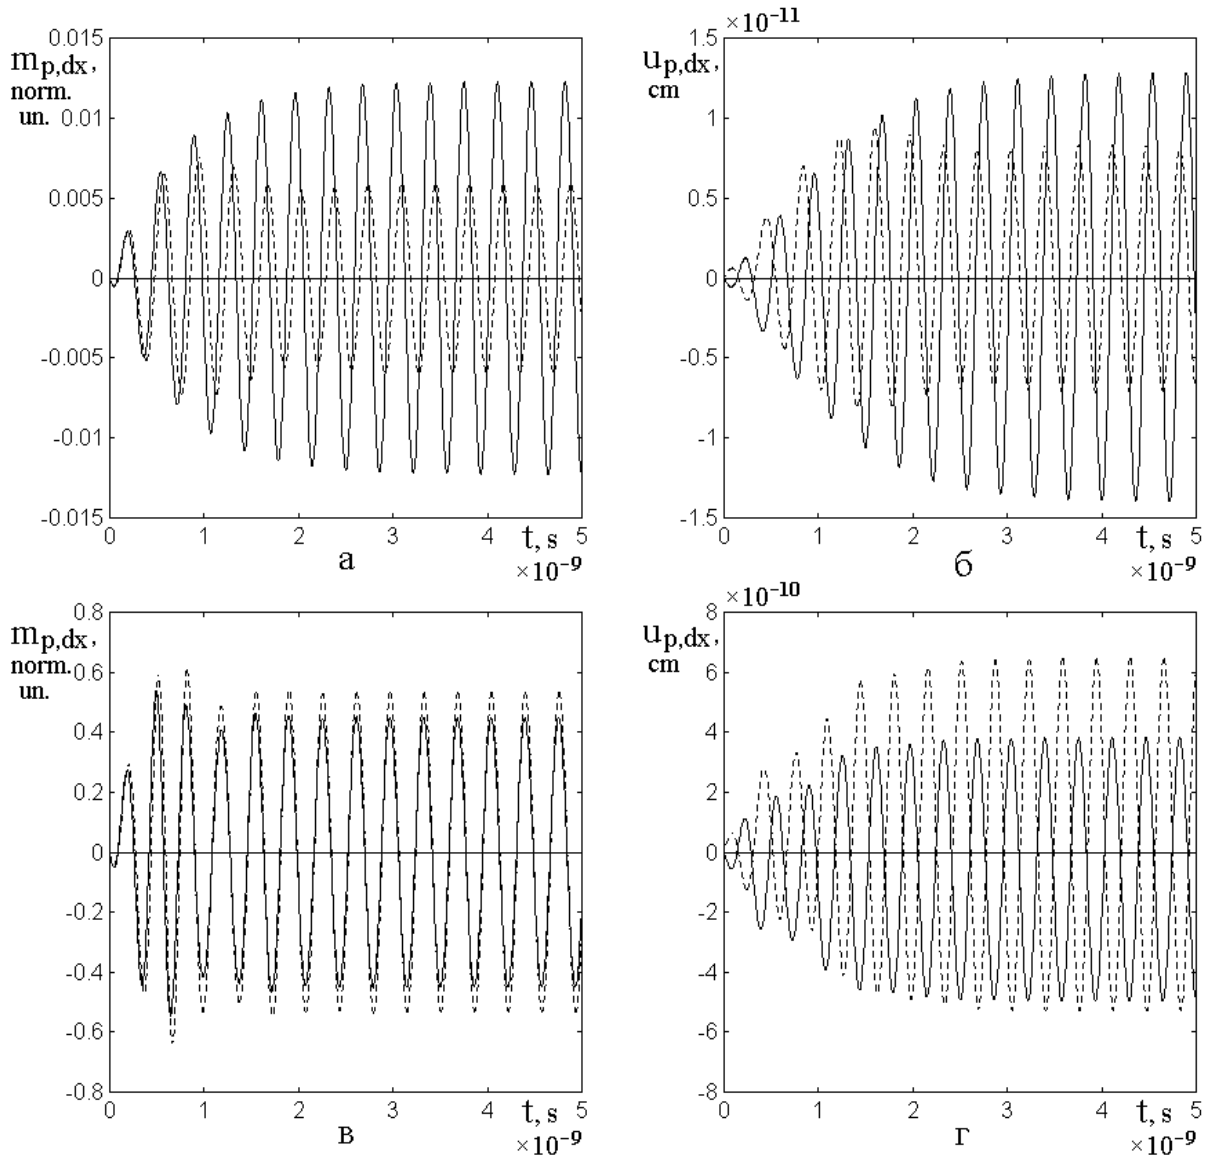 0.015
m_p,dx,
norm.
un.
0.01
0.005
0
-0.005
-0.01
-0.015
0 1 2 3 4 5
t, s
×10⁻⁹
а
×10⁻¹¹
1.5
u_p,dx,
cm
1
0.5
0
-0.5
-1
-1.5
0 1 2 3 4 5
t, s
×10⁻⁹
б
0.8
m_p,dx,
norm.
un.
0.6
0.4
0.2
0
-0.2
-0.4
-0.6
-0.8
0 1 2 3 4 5
t, s
×10⁻⁹
в
×10⁻¹⁰
8
u_p,dx,
cm
6
4
2
0
-2
-4
-6
-8
0 1 2 3 4 5
t, s
×10⁻⁹
г